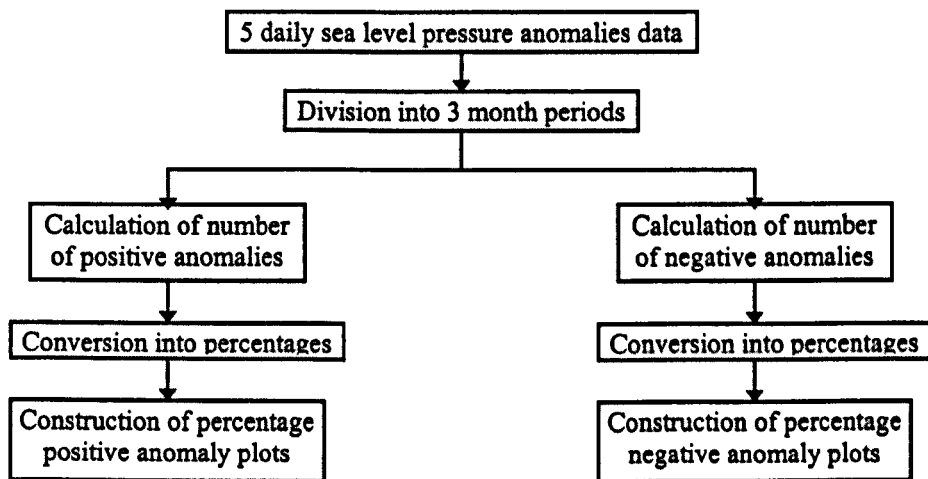 5 daily sea level pressure anomalies data
Division into 3 month periods
Calculation of number
of positive anomalies
Calculation of number
of negative anomalies
Conversion into percentages
Conversion into percentages
Construction of percentage
positive anomaly plots
Construction of percentage
negative anomaly plots